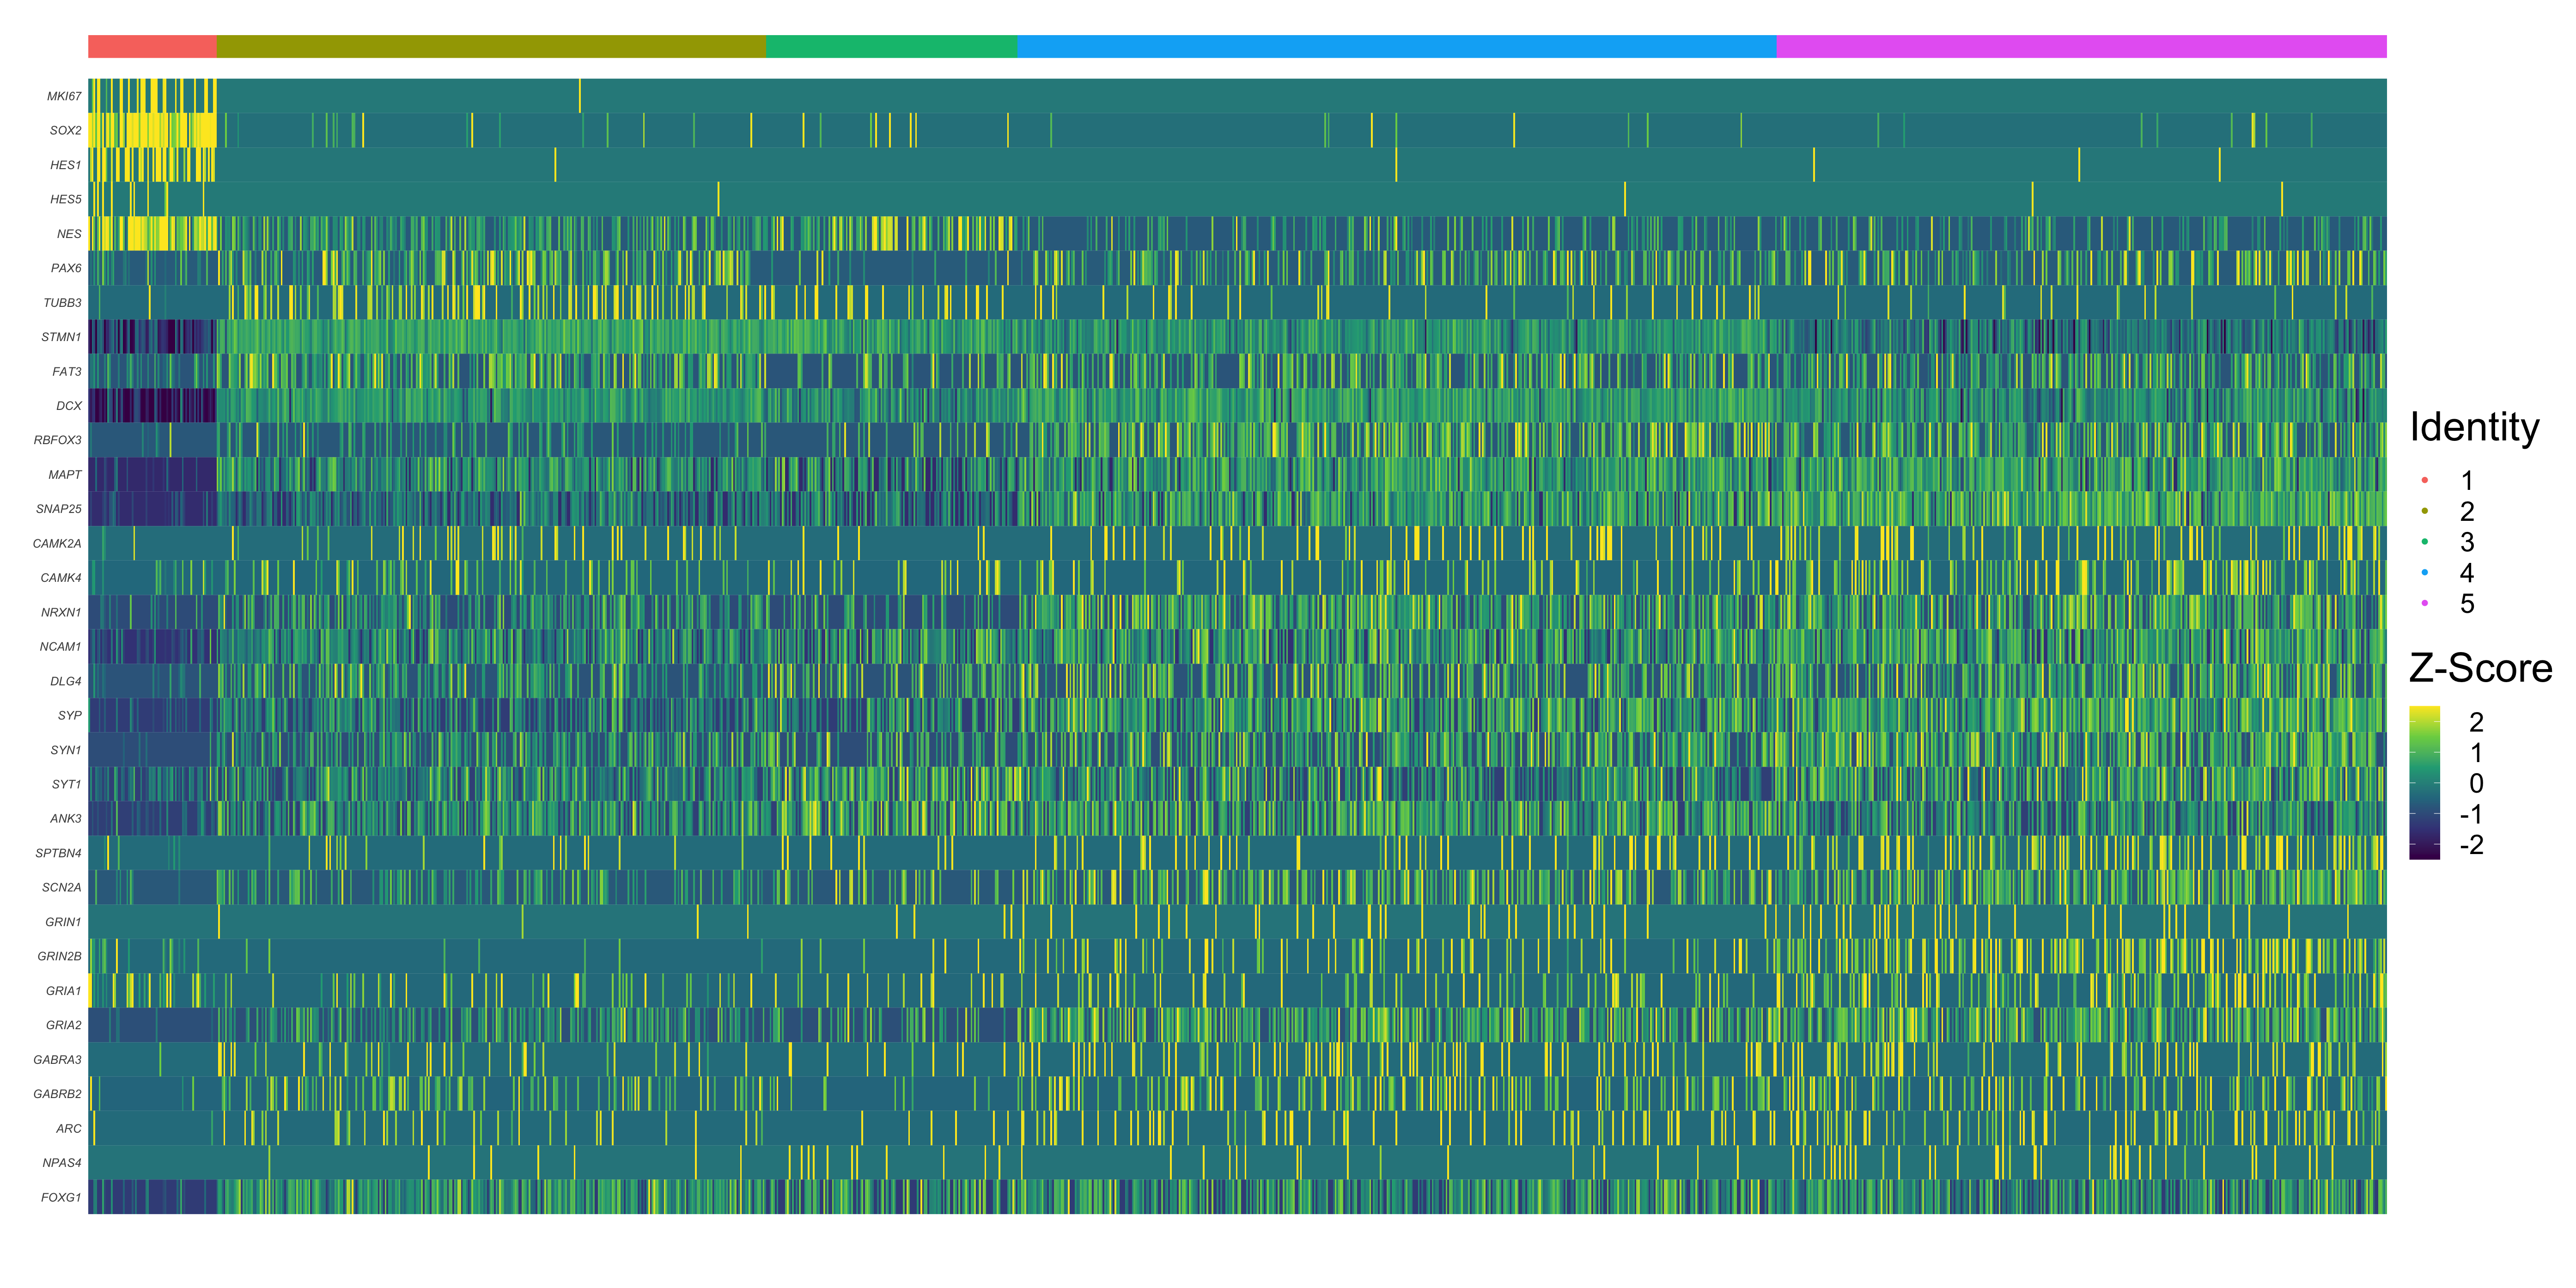 MKI67
SOX2
HES1
HES5
NES
PAX6
TUBB3
STMN1
FAT3
DCX
RBFOX3
MAPT
SNAP25
CAMK2A
CAMK4
NRXN1
NCAM1
DLG4
SYP
SYN1
SYT1
ANK3
SPTBN4
SCN2A
GRIN1
GRIN2B
GRIA1
GRIA2
GABRA3
GABRB2
ARC
NPAS4
FOXG1
Identity
1
2
3
4
5
Z-Score
2
1
0
-1
-2